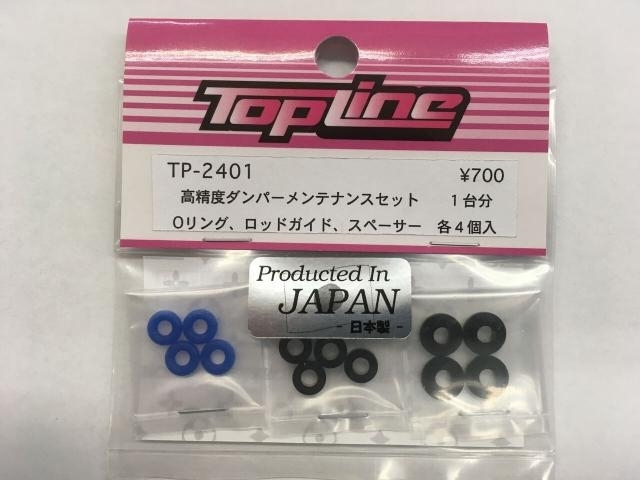 TopLine
TP-2401 ¥700
高精度ダンパーメンテナンスセット 1台分
Oリング、ロッドガイド、スペーサー 各4個入
Producted In
JAPAN
- 日本製 -